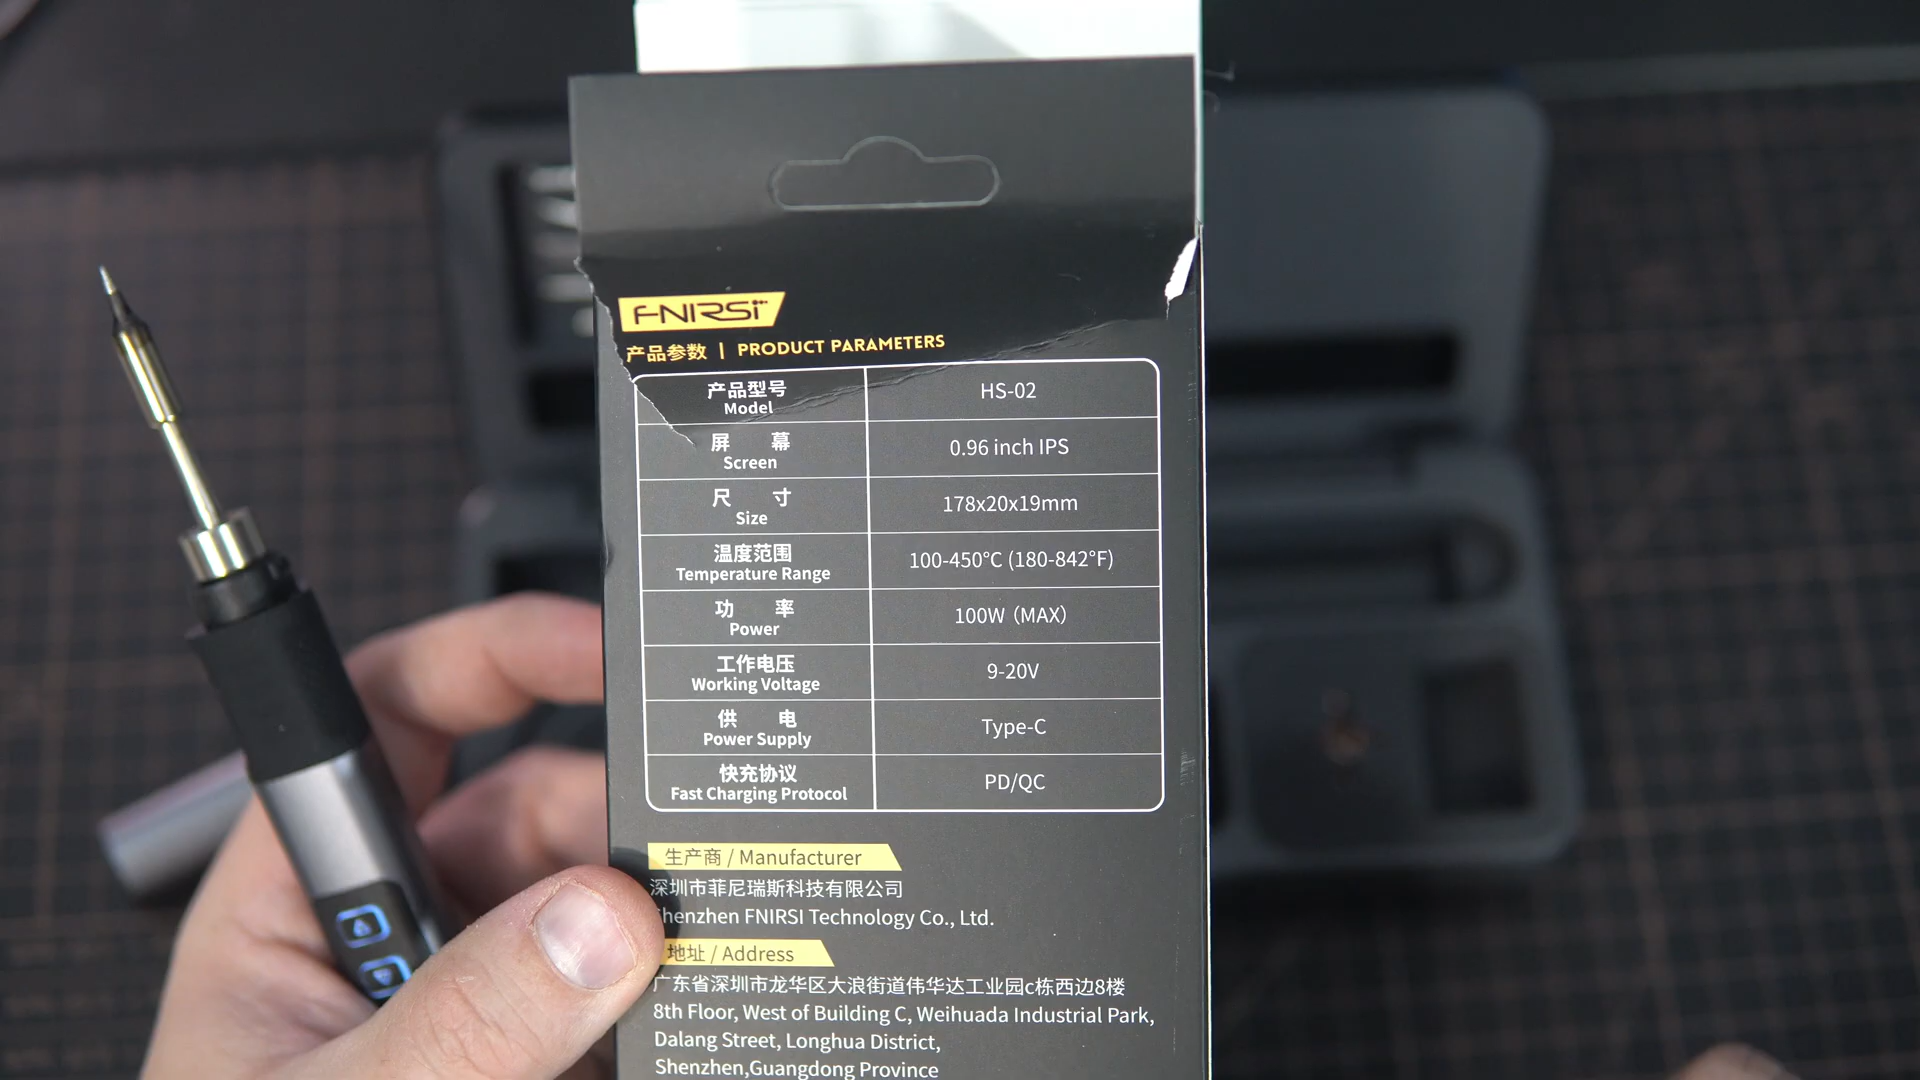 FNIRSI
产品参数 | PRODUCT PARAMETERS
产品型号
Model
HS-02
屏 幕
Screen
0.96 inch IPS
尺 寸
Size
178x20x19mm
温度范围
Temperature Range
100-450°C (180-842°F)
功 率
Power
100W (MAX)
工作电压
Working Voltage
9-20V
供 电
Power Supply
Type-C
快充协议
Fast Charging Protocol
PD/QC
生产商 / Manufacturer
深圳市菲尼瑞斯科技有限公司
Shenzhen FNIRSI Technology Co., Ltd.
地址 / Address
广东省深圳市龙华区大浪街道伟华达工业园c栋西边8楼
8th Floor, West of Building C, Weihuada Industrial Park,
Dalang Street, Longhua District,
Shenzhen,Guangdong Province